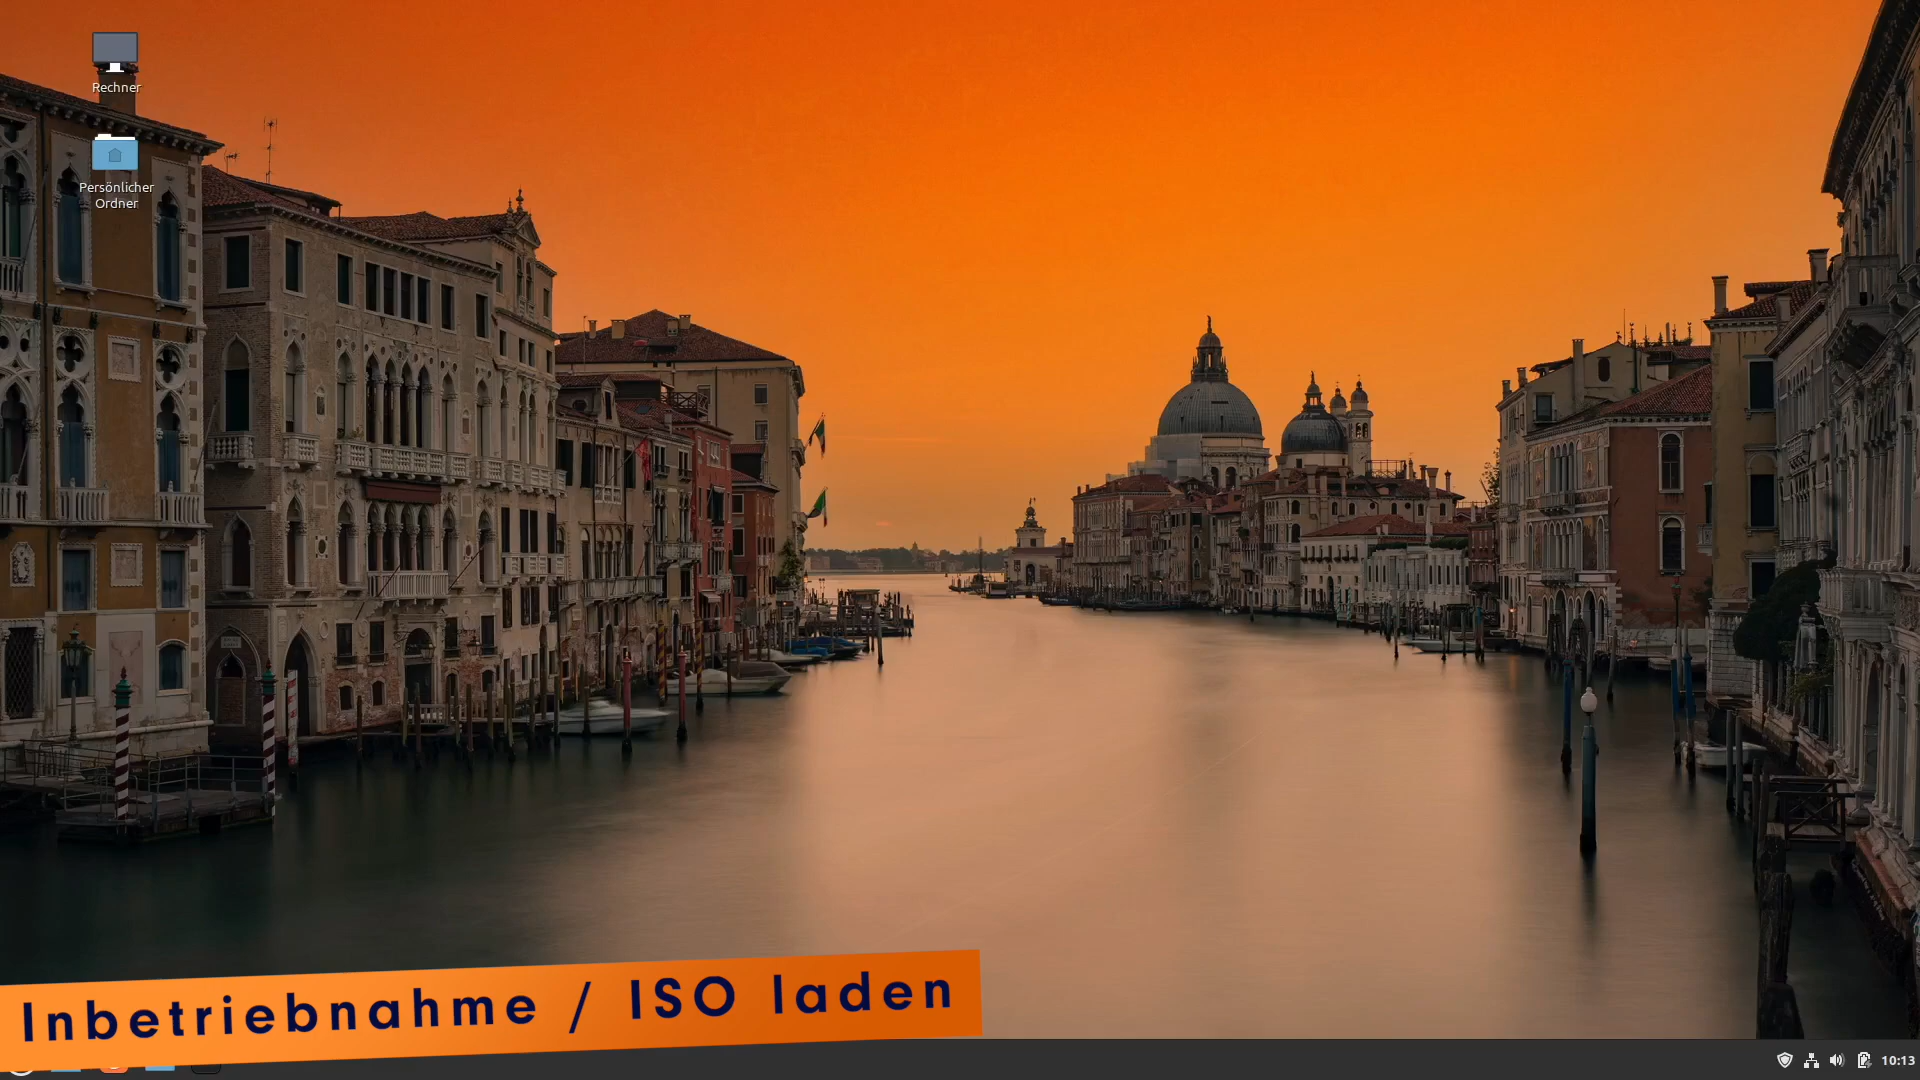 Rechner
Persönlicher
Ordner
Inbetriebnahme / ISO laden
10:13